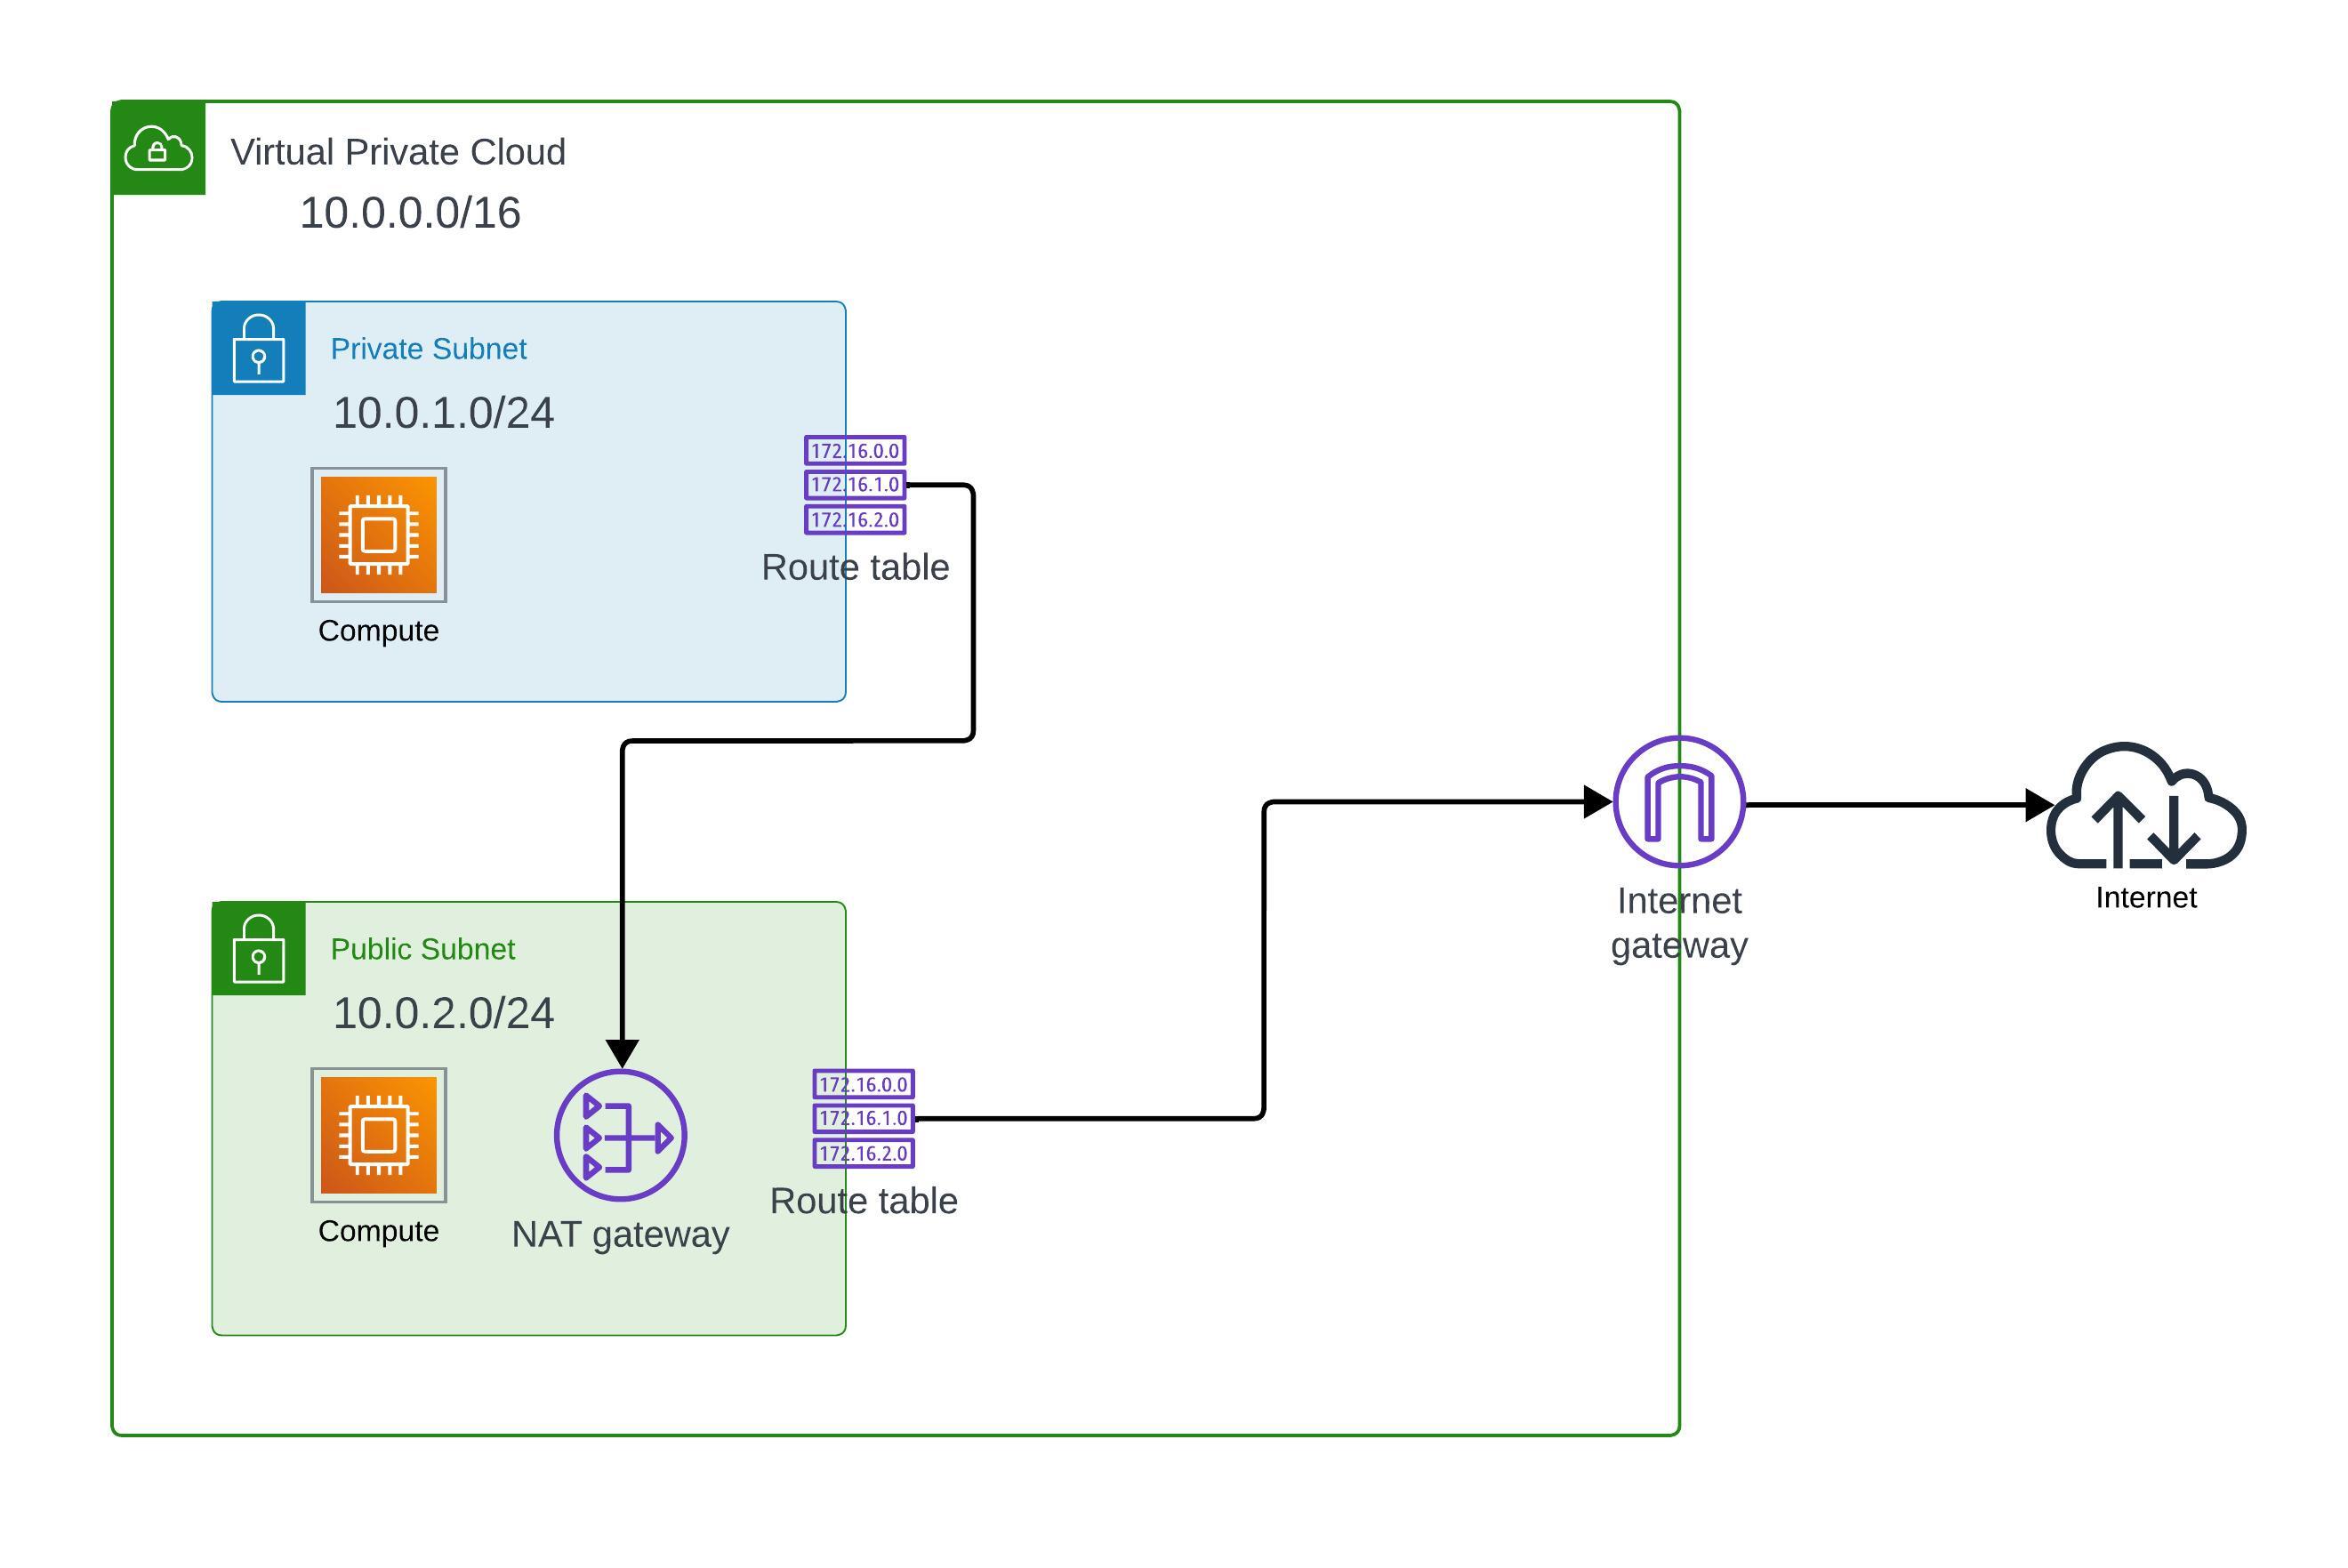 Virtual Private Cloud
10.0.0.0/16
Private Subnet
10.0.1.0/24
172.16.0.0
172.16.1.0
172.16.2.0
Route table
Compute
Internet
gateway
Internet
Public Subnet
10.0.2.0/24
172.16.0.0
172.16.1.0
172.16.2.0
Route table
Compute
NAT gateway